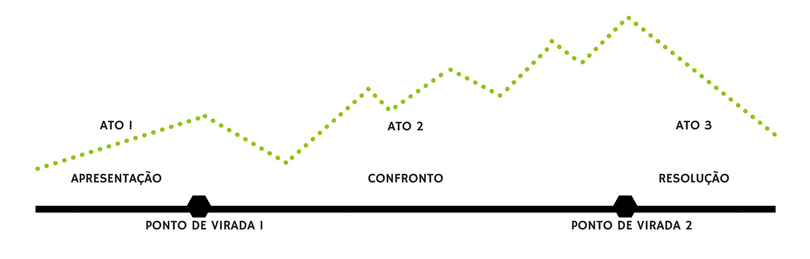 ATO 1
ATO 2
ATO 3
APRESENTAÇÃO
CONFRONTO
RESOLUÇÃO
PONTO DE VIRADA 1
PONTO DE VIRADA 2